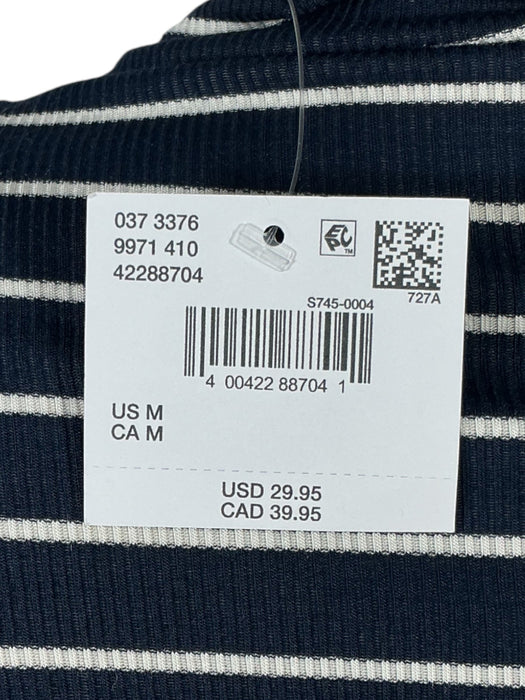 037 3376
9971 410
42288704
S745-0004
727A
4 00422 88704 1
US M
CA M
USD 29.95
CAD 39.95